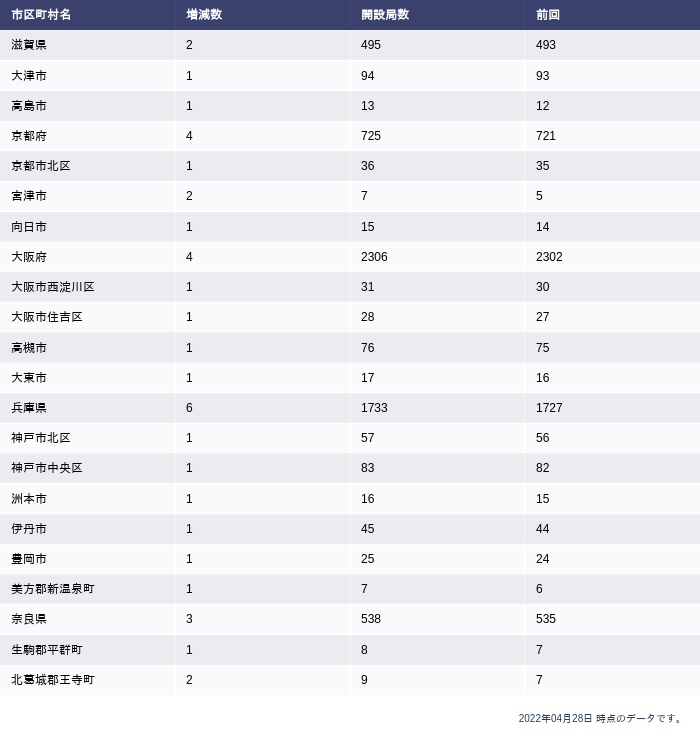 市区町村名 増減数 開設局数 前回
滋賀県 2 495 493
大津市 1 94 93
高島市 1 13 12
京都府 4 725 721
京都市北区 1 36 35
宮津市 2 7 5
向日市 1 15 14
大阪府 4 2306 2302
大阪市西淀川区 1 31 30
大阪市住吉区 1 28 27
高槻市 1 76 75
大東市 1 17 16
兵庫県 6 1733 1727
神戸市北区 1 57 56
神戸市中央区 1 83 82
洲本市 1 16 15
伊丹市 1 45 44
豊岡市 1 25 24
美方郡新温泉町 1 7 6
奈良県 3 538 535
生駒郡平群町 1 8 7
北葛城郡王寺町 2 9 7
2022年04月28日 時点のデータです。